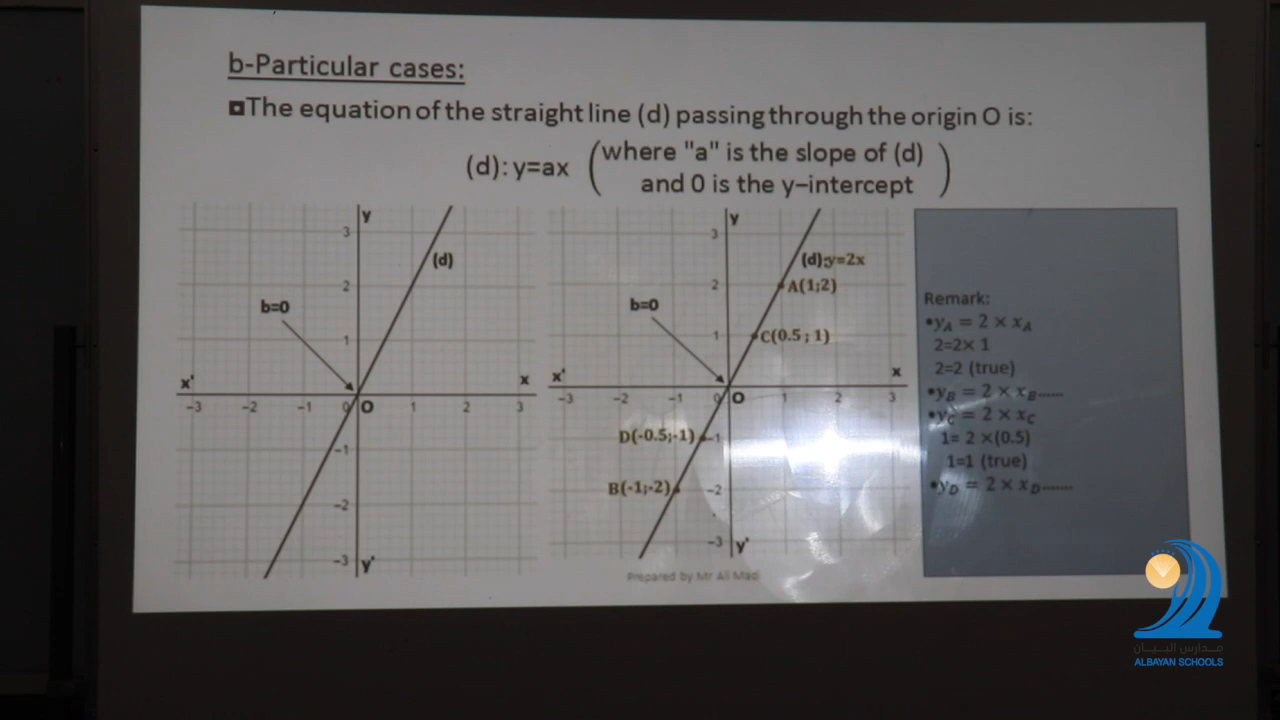 b-Particular cases:
▣The equation of the straight line (d) passing through the origin O is:
(d): y=ax (where "a" is the slope of (d)
and 0 is the y-intercept)
y
3
(d)
2
b=0
1
x' x
-3 -2 -1 0 O 1 2 3
-1
-2
-3 y'
y
3
(d):y=2x
2 A(1;2)
b=0
1 C(0.5 ; 1)
x' x
-3 -2 -1 0 O 1 2 3
D(-0.5;-1) -1
B(-1;-2) -2
-3 y'
Remark:
•y_A = 2 × x_A
2=2× 1
2=2 (true)
•y_B = 2 × x_B......
•y_C = 2 × x_C
1= 2 ×(0.5)
1=1 (true)
•y_D = 2 × x_D.......
Prepared by Mr Ali Madi
مدارس البيان
ALBAYAN SCHOOLS